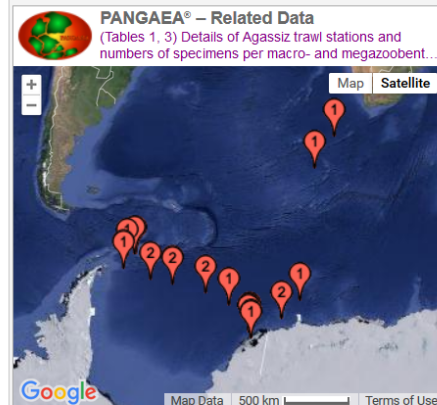 PANGAEA® – Related Data
(Tables 1, 3) Details of Agassiz trawl stations and
numbers of specimens per macro- and megazoobent...
+
−
Map Satellite
1
1
1
1
2
2
2
1
2
1
1
Google
Map Data 500 km Terms of Use